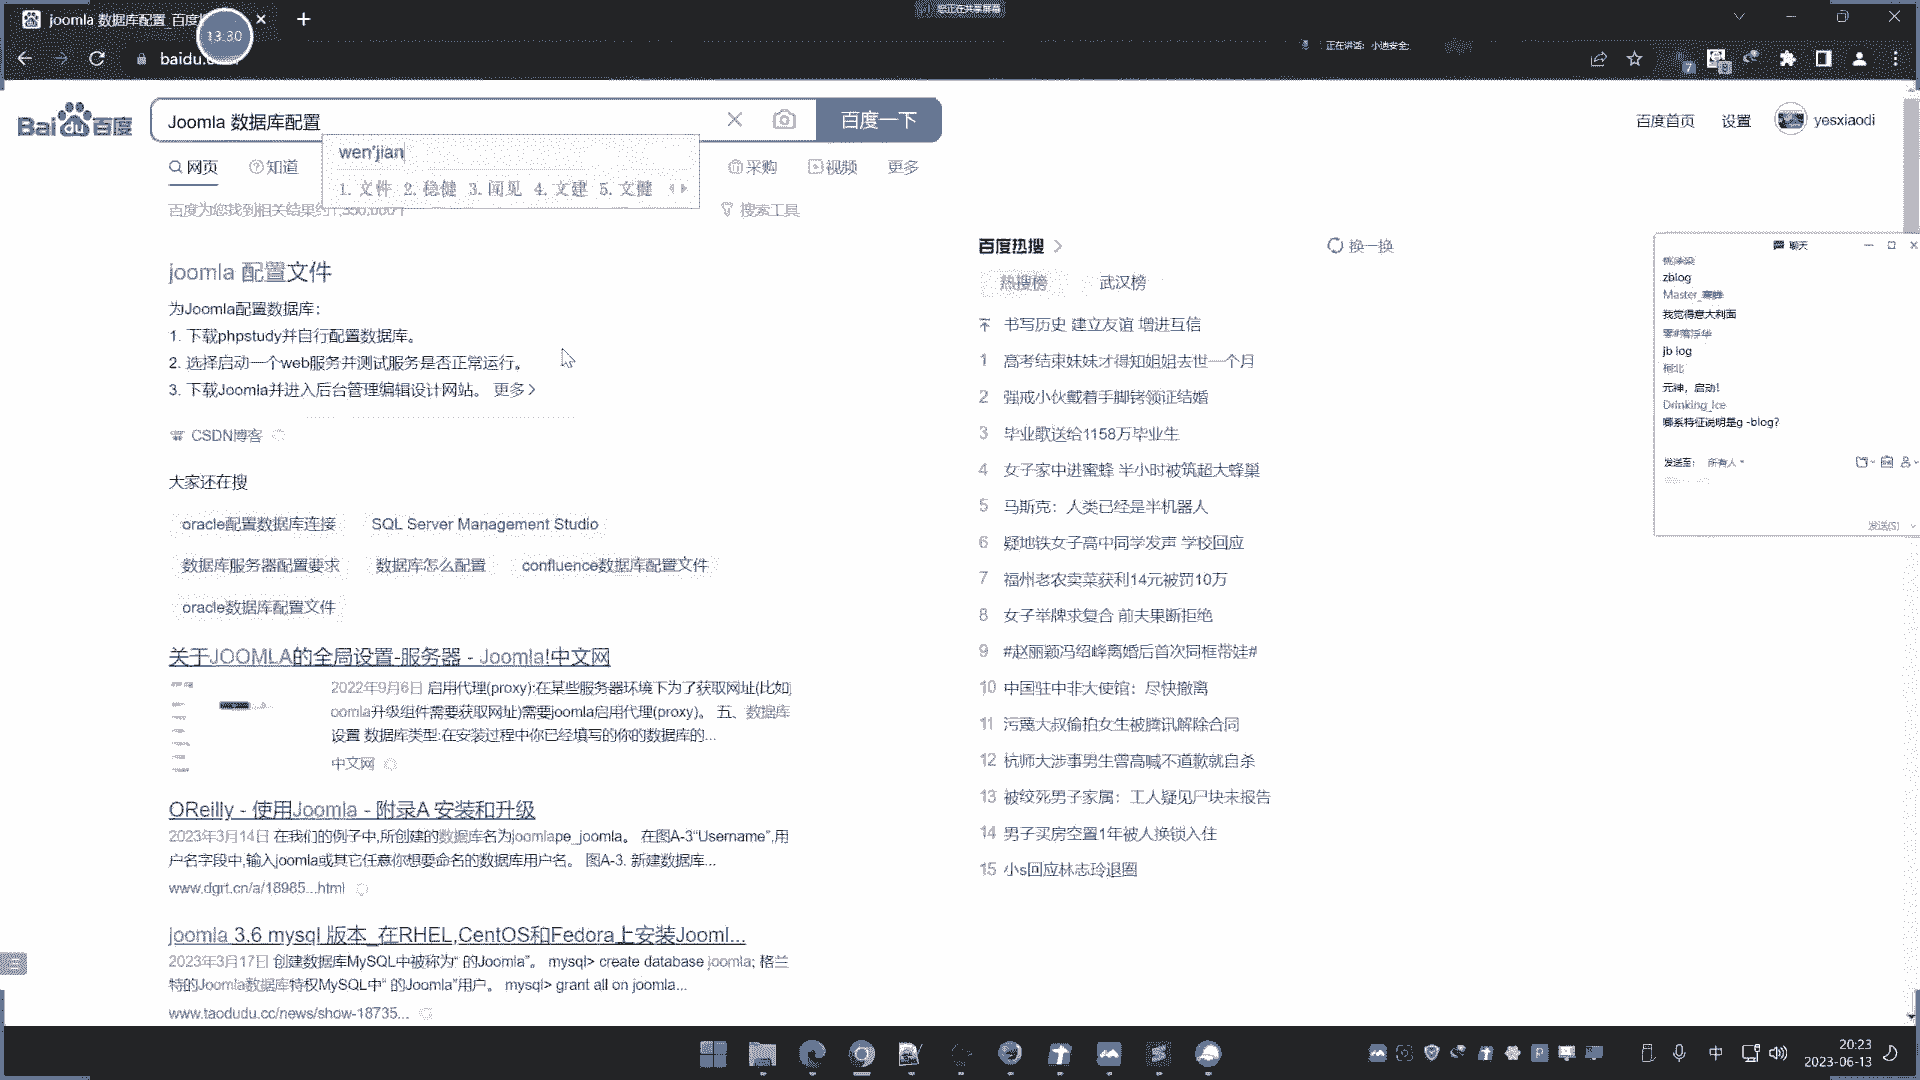 joomla 数据库配置_百度
13.30
您正在共享屏幕
baidu.c
正在讲话: 小迪安全;
7
8
Bai du 百度
Joomla 数据库配置
百度一下
百度首页
设置
yesxiaodi
wen'jian
1. 文件 2. 稳健 3. 闻见 4. 文建 5. 文健
网页
知道
采购
视频
更多
百度为您找到相关结果约1,350,000个
搜索工具
joomla 配置文件
为Joomla配置数据库：
1. 下载phpstudy并自行配置数据库。
2. 选择启动一个web服务并测试服务是否正常运行。
3. 下载Joomla并进入后台管理编辑设计网站。 更多>
CSDN博客
大家还在搜
oracle配置数据库连接
SQL Server Management Studio
数据库服务器配置要求
数据库怎么配置
confluence数据库配置文件
oracle数据库配置文件
关于JOOMLA的全局设置-服务器 - Joomla!中文网
2022年9月6日 启用代理(proxy):在某些服务器环境下为了获取网址(比如
oomla升级组件需要获取网址)需要joomla启用代理(proxy)。 五、数据库
设置 数据库类型:在安装过程中你已经填写的你的数据库的...
中文网
OReilly - 使用Joomla - 附录A 安装和升级
2023年3月14日 在我们的例子中,所创建的数据库名为joomlape_joomla。 在图A-3“Username”,用
户名字段中,输入joomla或其它任意你想要命名的数据库用户名。 图A-3. 新建数据库...
www.dgrt.cn/a/18985...html
joomla 3.6 mysql 版本_在RHEL,CentOS和Fedora上安装Jooml...
2023年3月17日 创建数据库MySQL中被称为“ 的Joomla”。 mysql> create database joomla; 格兰
特的Joomla数据库特权MySQL中“ 的Joomla”用户。 mysql> grant all on joomla...
www.taodudu.cc/news/show-18735...
百度热搜 >
换一换
热搜榜
武汉榜
书写历史 建立友谊 增进互信
1 高考结束妹妹才得知姐姐去世一个月
2 强戒小伙戴着手脚铐领证结婚
3 毕业歌送给1158万毕业生
4 女子家中进蜜蜂 半小时被筑超大蜂巢
5 马斯克：人类已经是半机器人
6 疑地铁女子高中同学发声 学校回应
7 福州老农卖菜获利14元被罚10万
8 女子举牌求复合 前夫果断拒绝
9 #赵丽颖冯绍峰离婚后首次同框带娃#
10 中国驻中非大使馆：尽快撤离
11 污蔑大叔偷拍女生被腾讯解除合同
12 杭师大涉事男生曾高喊不道歉就自杀
13 被绞死男子家属：工人疑见尸块未报告
14 男子买房空置1年被人换锁入住
15 小s回应林志玲退圈
聊天
zblog
Master_
我觉得意大利面
jb log
元神，启动!
Drinking_Ice
哪系特征说明是g -blog?
发送至: 所有人
发送(S)
中
20:23
2023-06-13